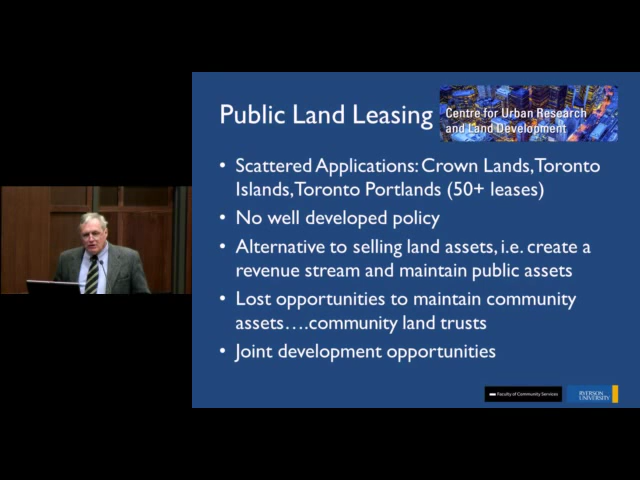 Public Land Leasing
Centre for Urban Research
and Land Development
• Scattered Applications: Crown Lands, Toronto
Islands, Toronto Portlands (50+ leases)
• No well developed policy
• Alternative to selling land assets, i.e. create a
revenue stream and maintain public assets
• Lost opportunities to maintain community
assets….community land trusts
• Joint development opportunities
Faculty of Community Services
RYERSON
UNIVERSITY